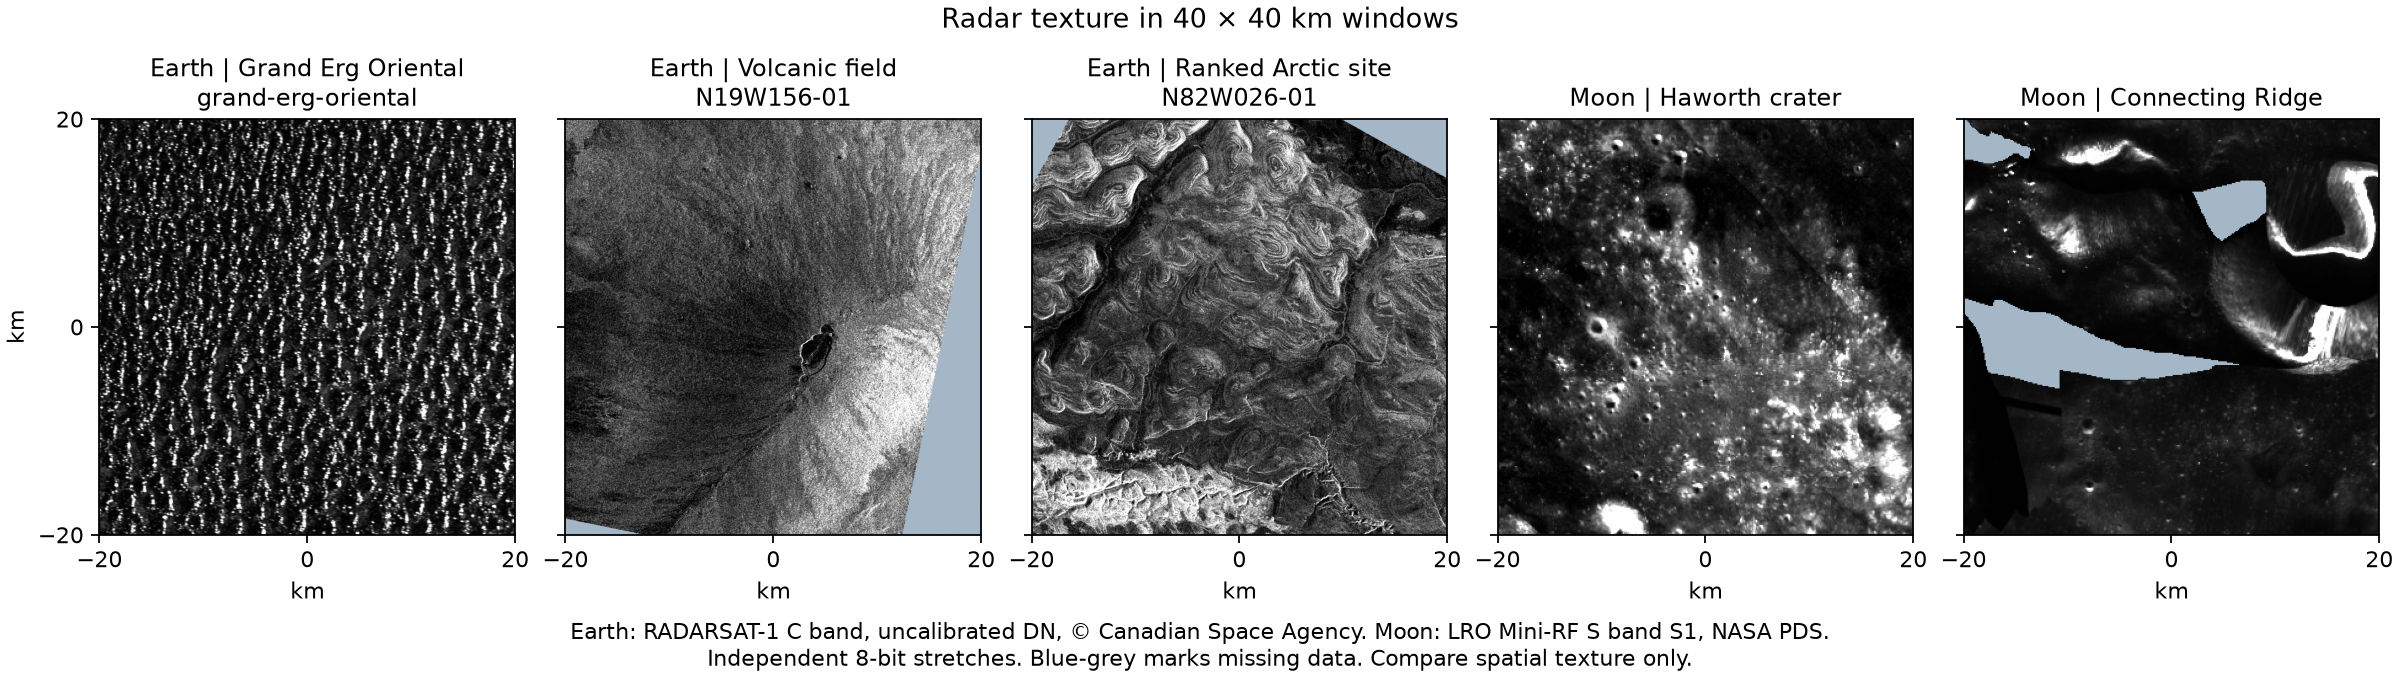 Radar texture in 40 × 40 km windows
Earth | Grand Erg Oriental
grand-erg-oriental
Earth | Volcanic field
N19W156-01
Earth | Ranked Arctic site
N82W026-01
Moon | Haworth crater
Moon | Connecting Ridge
20
0
−20
km
−20 0 20
km
−20 0 20
km
−20 0 20
km
−20 0 20
km
−20 0 20
km
Earth: RADARSAT-1 C band, uncalibrated DN, © Canadian Space Agency. Moon: LRO Mini-RF S band S1, NASA PDS.
Independent 8-bit stretches. Blue-grey marks missing data. Compare spatial texture only.